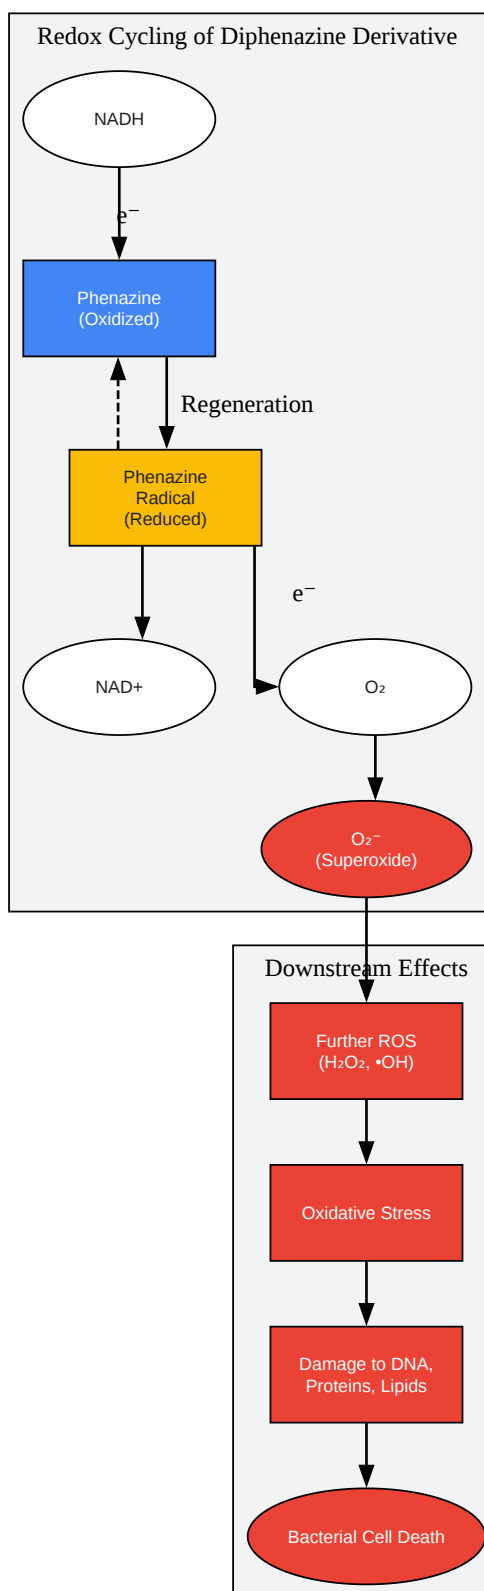 Redox Cycling of Diphenazine Derivative
NADH
e⁻
Phenazine
(Oxidized)
Regeneration
Phenazine
Radical
(Reduced)
e⁻
NAD+
O₂
O₂⁻
(Superoxide)
Downstream Effects
Further ROS
(H₂O₂, •OH)
Oxidative Stress
Damage to DNA,
Proteins, Lipids
Bacterial Cell Death